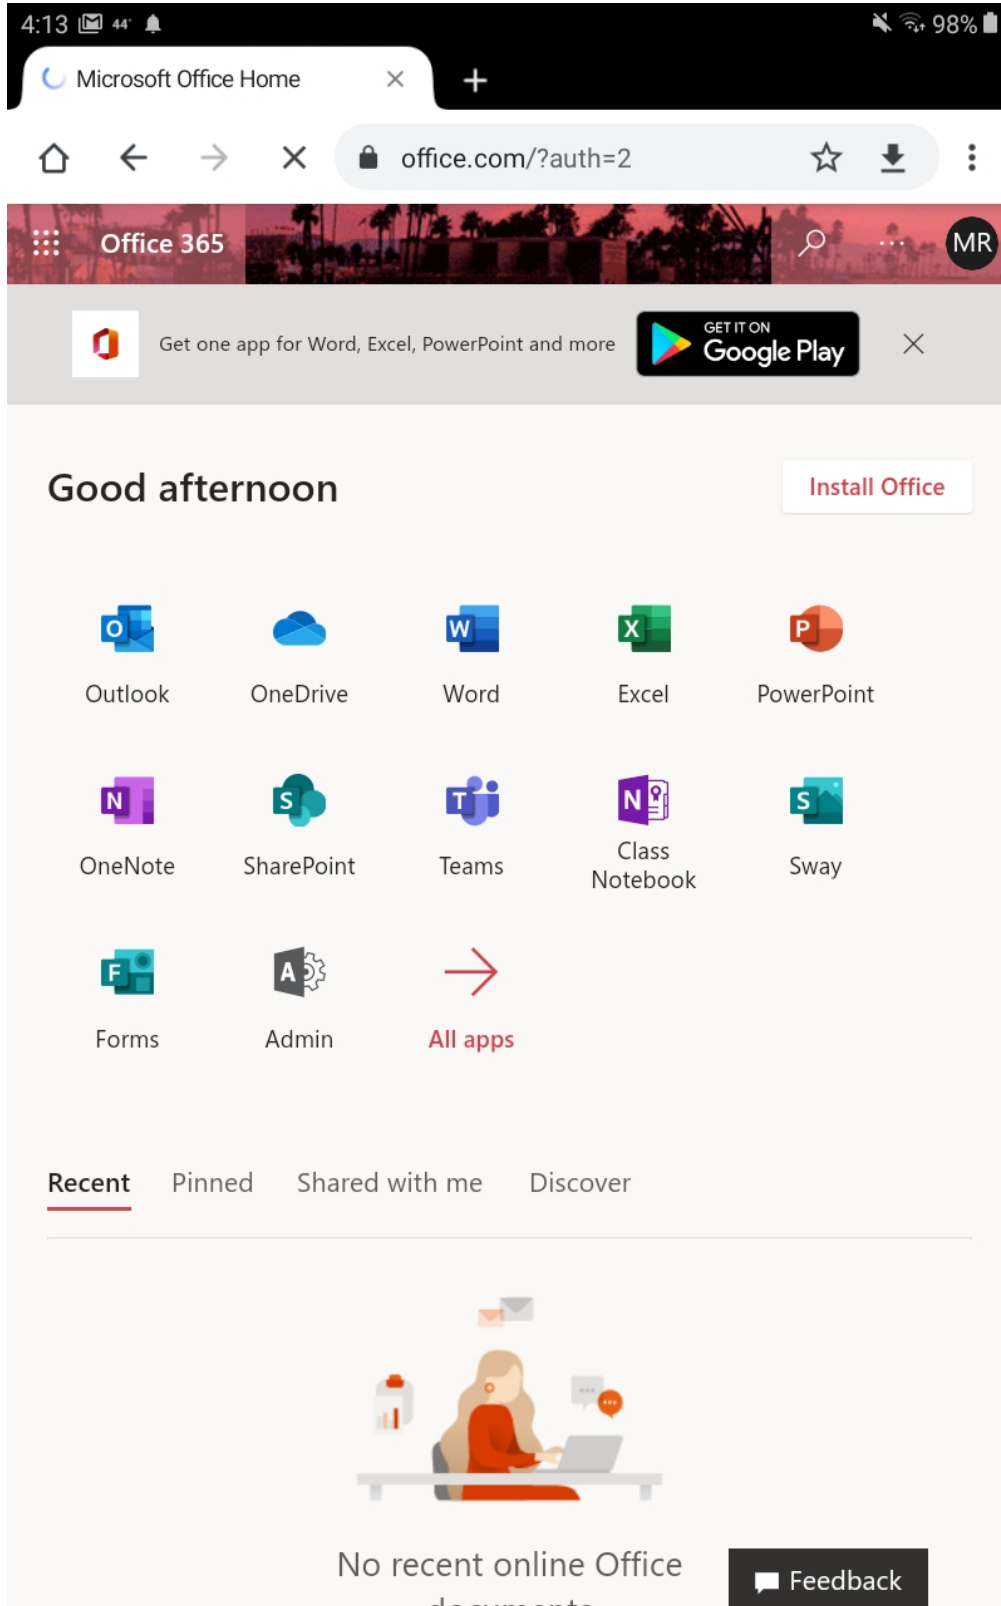 4:13 44° 98%
Microsoft Office Home
office.com/?auth=2
Office 365 MR
Get one app for Word, Excel, PowerPoint and more
GET IT ON
Google Play
Good afternoon
Install Office
Outlook OneDrive Word Excel PowerPoint
OneNote SharePoint Teams Class Notebook Sway
Forms Admin All apps
Recent Pinned Shared with me Discover
No recent online Office
documents
Feedback